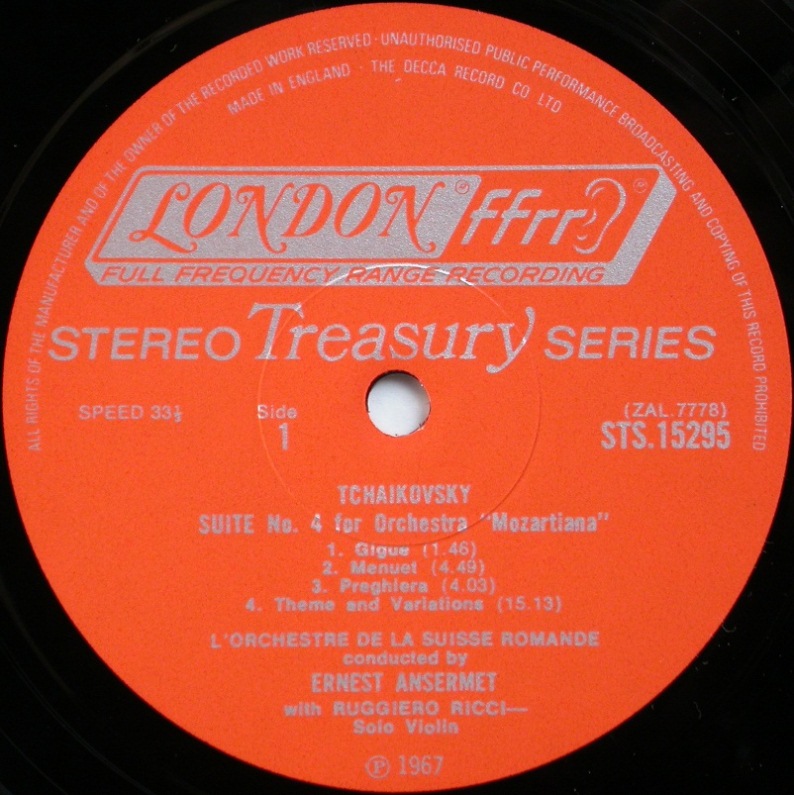 ALL RIGHTS OF THE MANUFACTURER AND OF THE OWNER OF THE RECORDED WORK RESERVED · UNAUTHORISED PUBLIC PERFORMANCE BROADCASTING AND COPYING OF THIS RECORD PROHIBITED
MADE IN ENGLAND · THE DECCA RECORD CO LTD
LONDON ® ffrr ®
FULL FREQUENCY RANGE RECORDING
STEREO Treasury SERIES
SPEED 33⅓ Side 1 (ZAL.7778)
STS.15295
TCHAIKOVSKY
SUITE No. 4 for Orchestra "Mozartiana"
1. Gigue (1.46)
2. Menuet (4.49)
3. Preghiera (4.03)
4. Theme and Variations (15.13)
L'ORCHESTRE DE LA SUISSE ROMANDE
conducted by
ERNEST ANSERMET
with RUGGIERO RICCI—
Solo Violin
℗ 1967